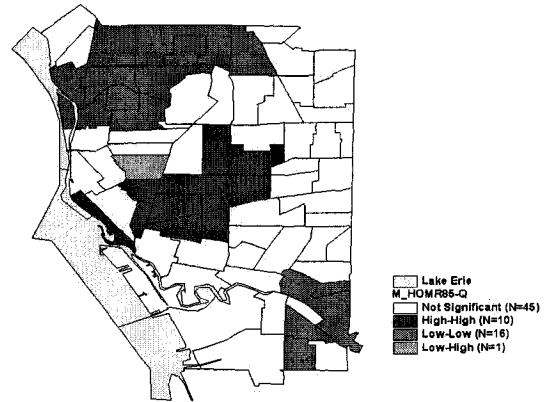 Lake Erie
M_HOMR85-Q
Not Significant (N=45)
High-High (N=10)
Low-Low (N=16)
Low-High (N=1)